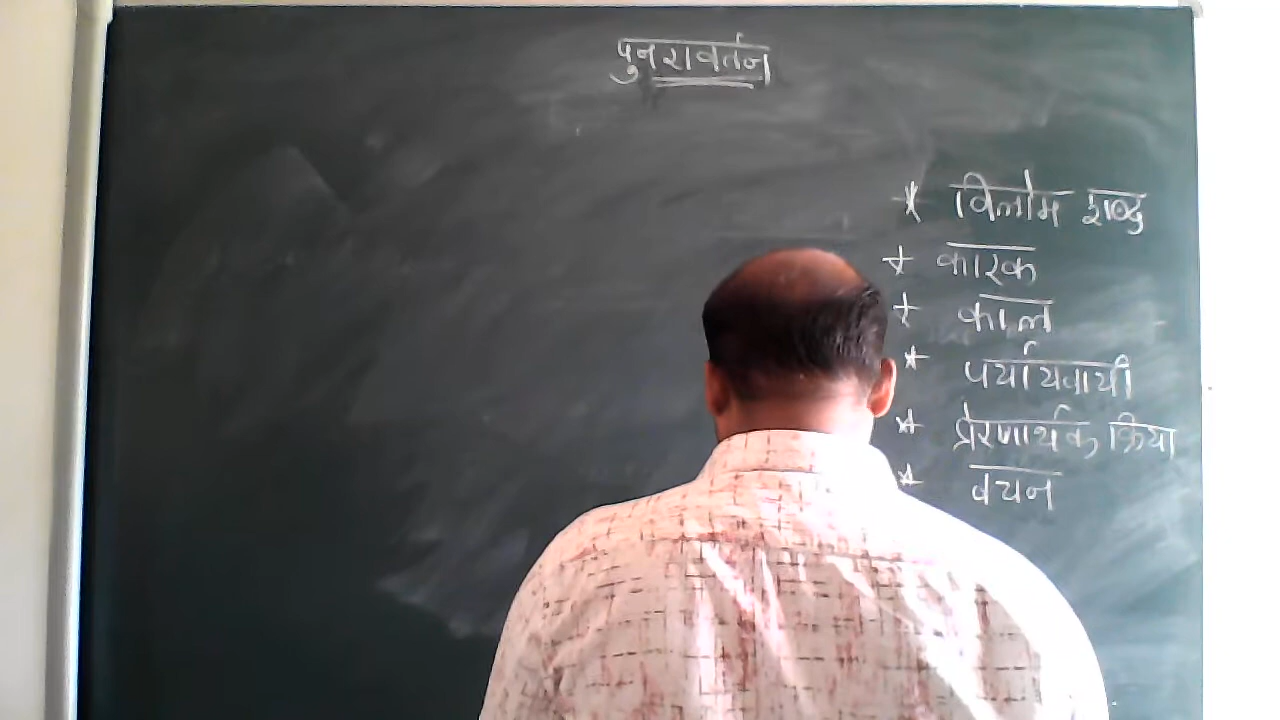 पुनरावर्तन
* विलोम शब्द
* कारक
* काल
* पर्यायवाची
* प्रेरणार्थक क्रिया
* वचन